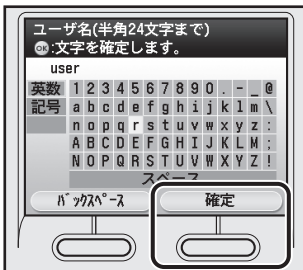 ユーザ名(半角24文字まで)
OK:文字を確定します。
user
英数 1 2 3 4 5 6 7 8 9 0 . - _ @
記号 a b c d e f g h i j k l m \
n o p q r s t u v w x y z :
A B C D E F G H I J K L M ;
N O P Q R S T U V W X Y Z !
スペース
ﾊﾞｯｸｽﾍﾟｰｽ 確定